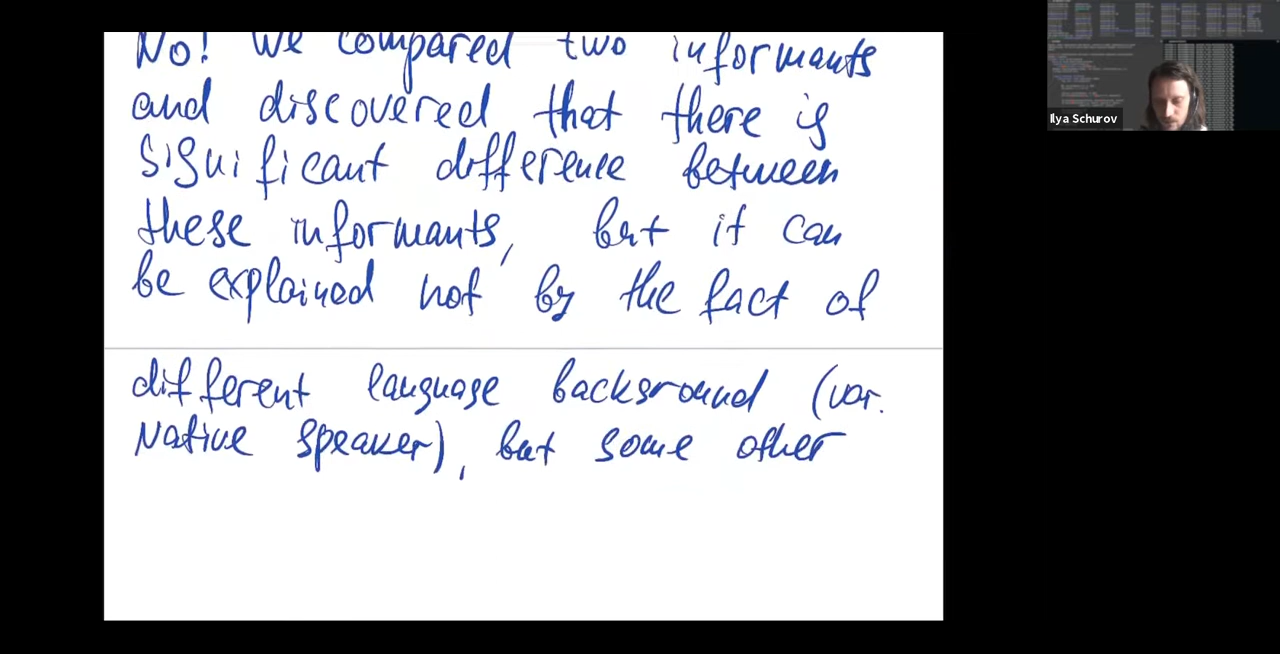 No! We compared two informants
and discovered that there is
significant difference between
these informants, but it can
be explained not by the fact of
different language background (var.
Native speaker), but some other
Ilya Schurov